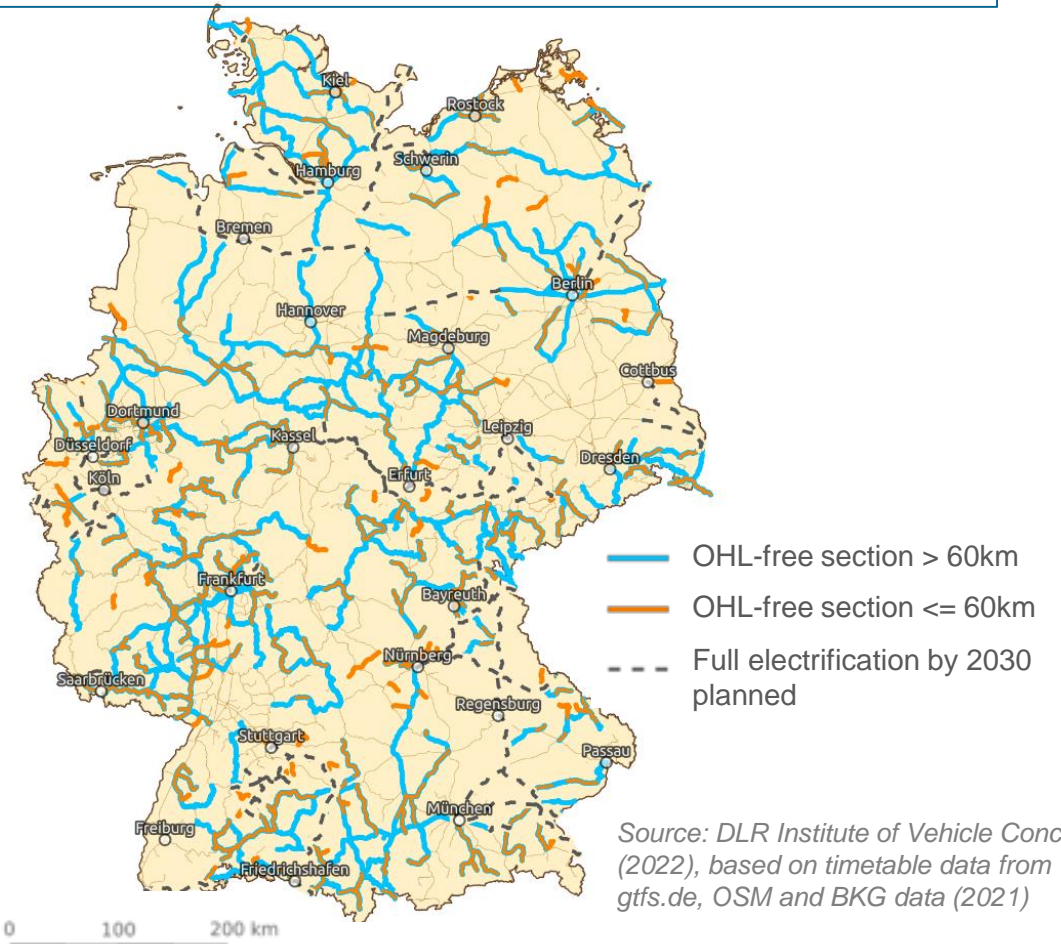 Kiel
Rostock
Schwerin
Hamburg
Bremen
Berlin
Hannover
Magdeburg
Cottbus
Dortmund
Leipzig
Kassel
Düsseldorf
Dresden
Köln
Erfurt
OHL-free section > 60km
Frankfurt
Bayreuth
OHL-free section <= 60km
Nürnberg
Full electrification by 2030
planned
Saarbrücken
Regensburg
Stuttgart
Passau
München
Freiburg
Friedrichshafen
Source: DLR Institute of Vehicle Conc
(2022), based on timetable data from
gtfs.de, OSM and BKG data (2021)
0 100 200 km